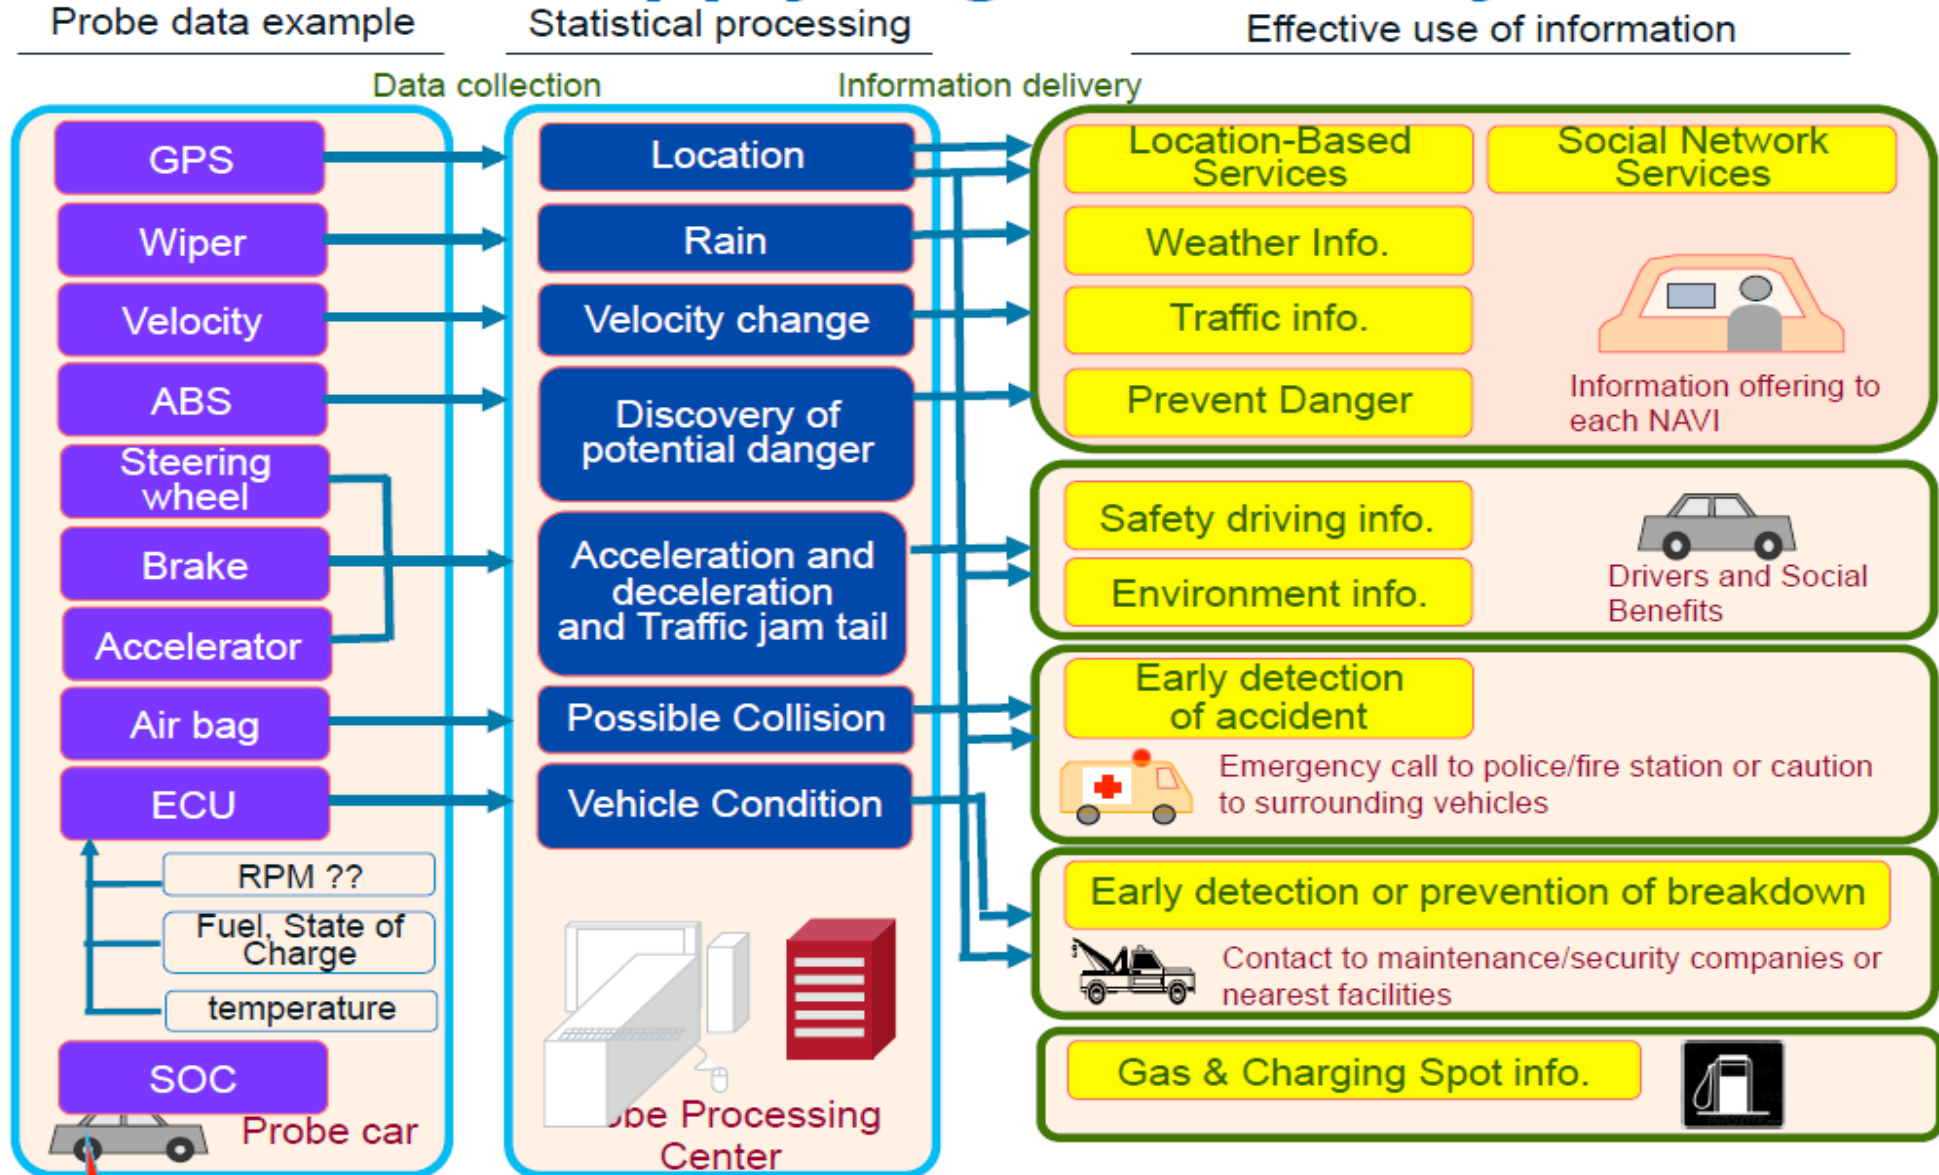 Probe data example
Statistical processing
Effective use of information
Data collection
Information delivery
GPS
Wiper
Velocity
ABS
Steering
wheel
Brake
Accelerator
Air bag
ECU
RPM ??
Fuel, State of
Charge
temperature
SOC
Probe car
Location
Rain
Velocity change
Discovery of
potential danger
Acceleration and
deceleration
and Traffic jam tail
Possible Collision
Vehicle Condition
Processing
Center
Location-Based
Services
Social Network
Services
Weather Info.
Traffic info.
Prevent Danger
Information offering to
each NAVI
Safety driving info.
Environment info.
Drivers and Social
Benefits
Early detection
of accident
Emergency call to police/fire station or caution
to surrounding vehicles
Early detection or prevention of breakdown
Contact to maintenance/security companies or
nearest facilities
Gas & Charging Spot info.